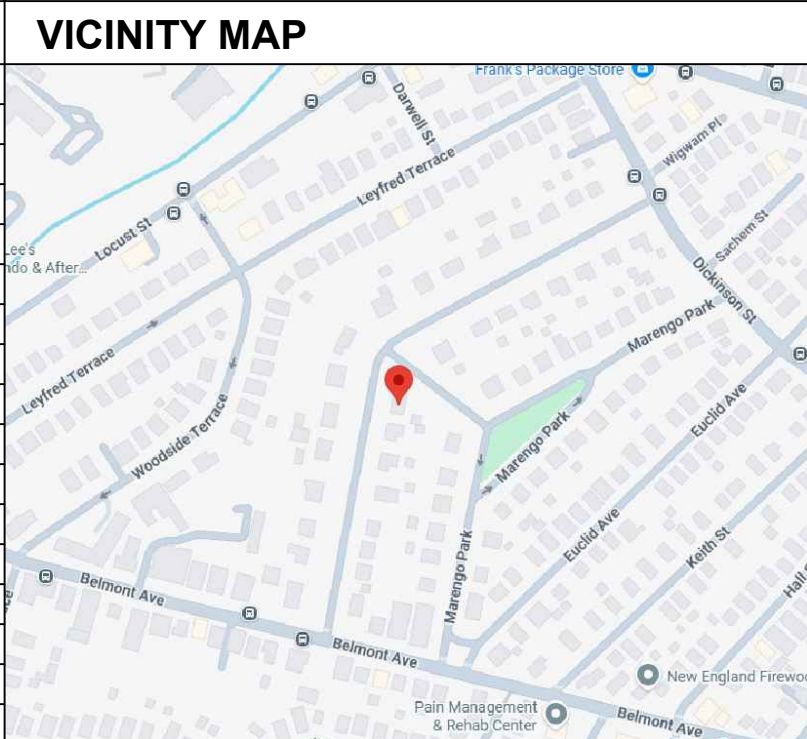 VICINITY MAP
Frank's Package Store
Darwell St
Wigwam Pl
Leyfred Terrace
Locust St
Lee's
ndo & After...
Sachem St
Dickinson St
Marengo Park
Leyfred Terrace
Euclid Ave
Marengo Park
Woodside Terrace
Euclid Ave
Keith St
Marengo Park
Belmont Ave
Hall
Belmont Ave
New England Firewoo
Pain Management
& Rehab Center
Belmont Ave